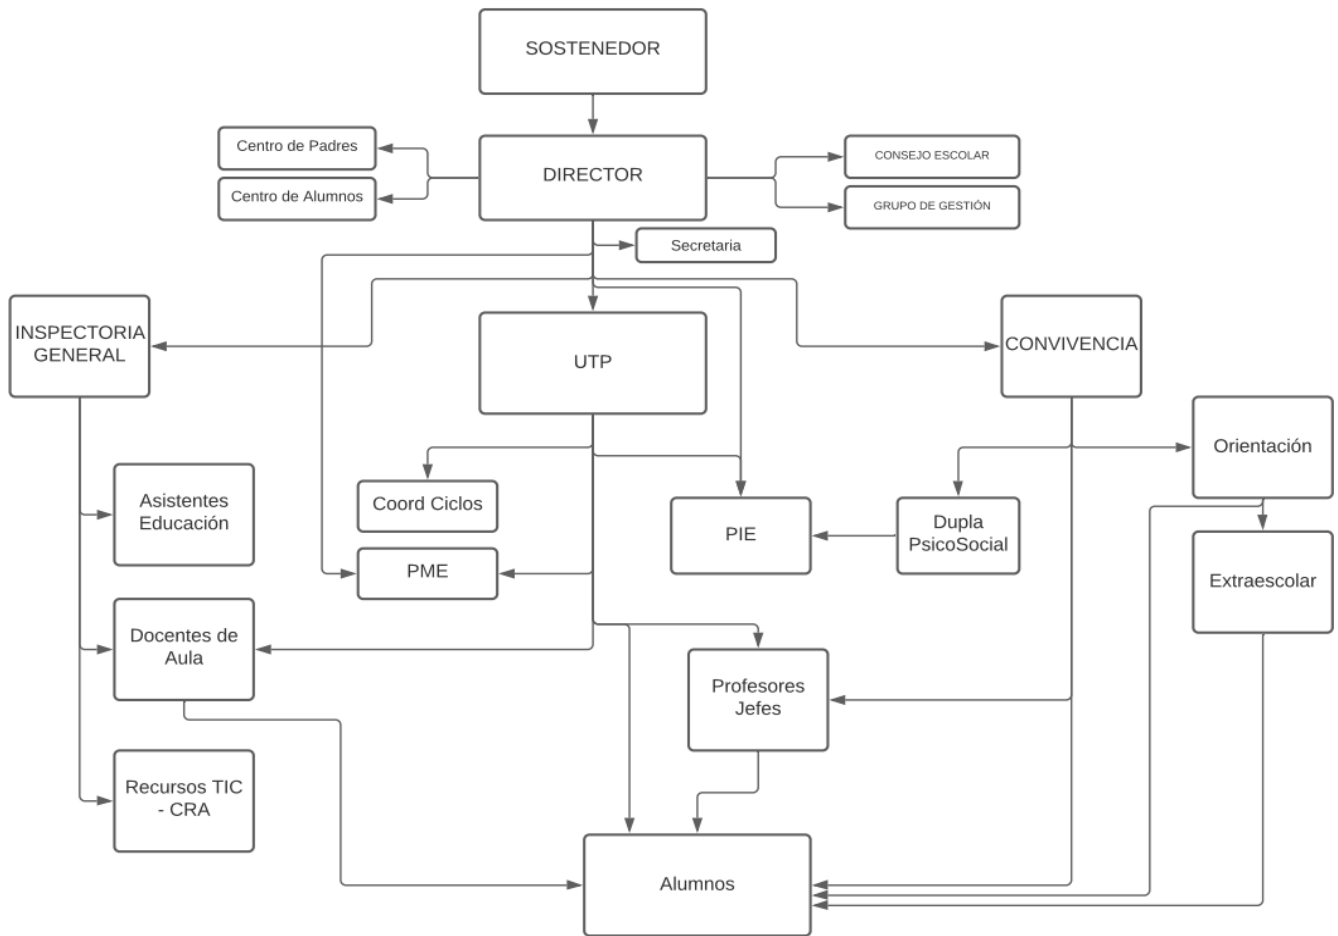 SOSTENEDOR
Centro de Padres
Centro de Alumnos
DIRECTOR
CONSEJO ESCOLAR
GRUPO DE GESTIÓN
Secretaria
INSPECTORIA
GENERAL
UTP
CONVIVENCIA
Orientación
Asistentes
Educación
Coord Ciclos
PIE
Dupla
PsicoSocial
PME
Extraescolar
Docentes de
Aula
Profesores
Jefes
Recursos TIC
- CRA
Alumnos